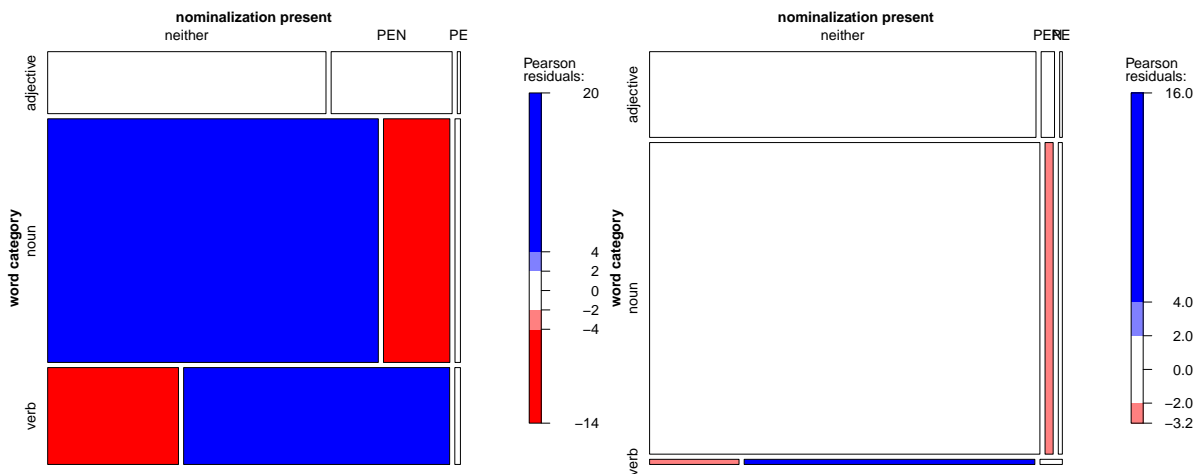 nominalization present
neither PEN PE
word category
adjective
noun
verb
Pearson
residuals:
20
4
2
0
−2
−4
−14
nominalization present
neither PEN PE
word category
adjective
noun
verb
Pearson
residuals:
16.0
4.0
2.0
0.0
−2.0
−3.2